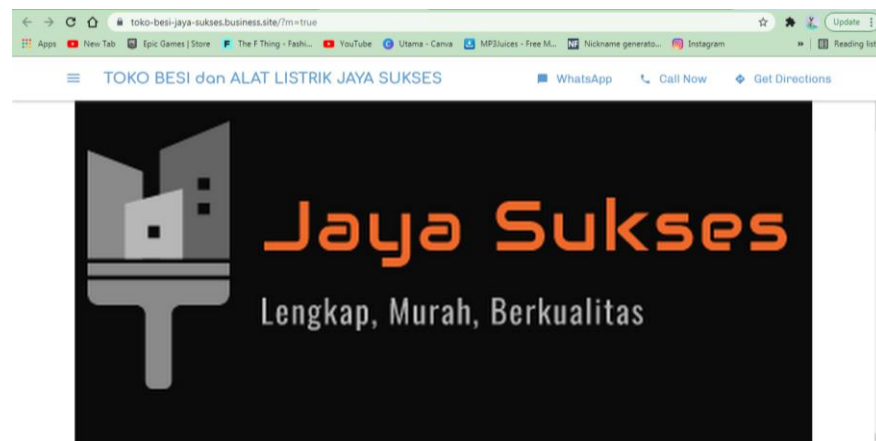 toko-besi-jaya-sukses.business.site/?m=true
Update
Apps New Tab Epic Games | Store The F Thing - Fashi... YouTube Utama - Canva MP3Juices - Free M... NF Nickname generato... Instagram » Reading list
TOKO BESI dan ALAT LISTRIK JAYA SUKSES WhatsApp Call Now Get Directions
Jaya Sukses
Lengkap, Murah, Berkualitas